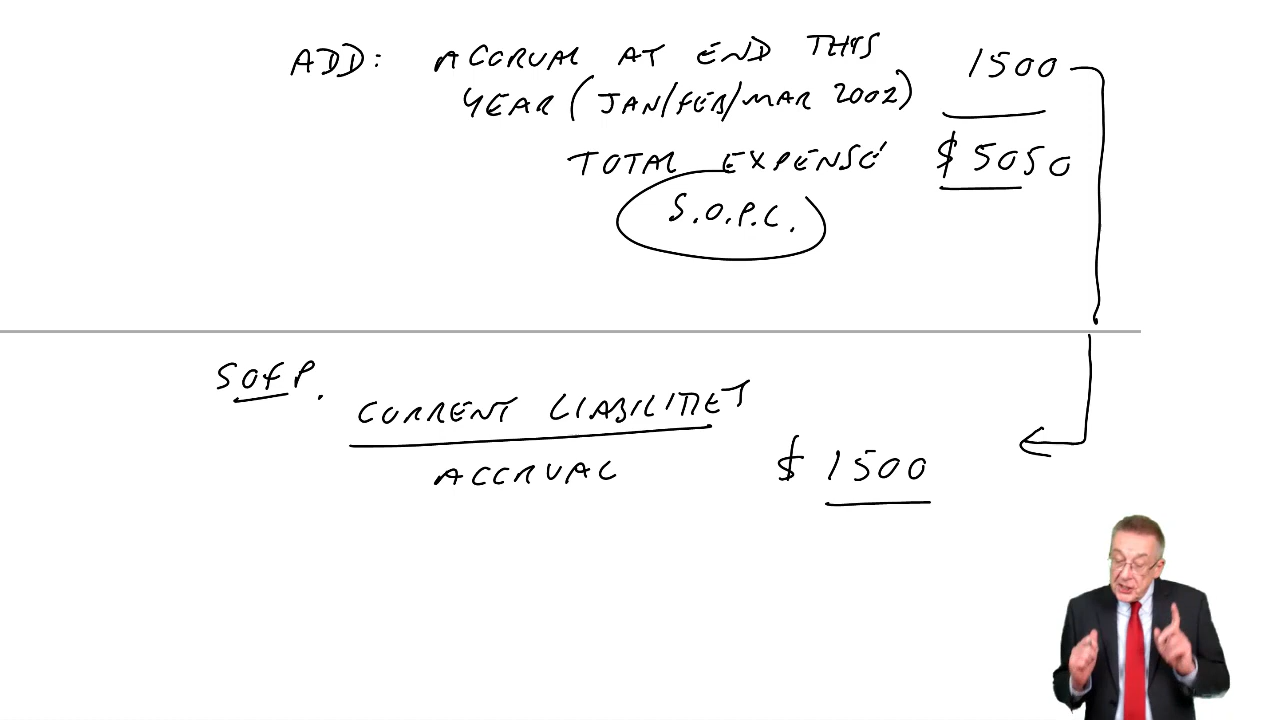 ADD: ACCRUAL AT END THIS 1500
YEAR (JAN/FEB/MAR 2002)
TOTAL EXPENSE $5050
S.O.P.L.
SOFP.
CURRENT LIABILITIES
ACCRUAL $1500